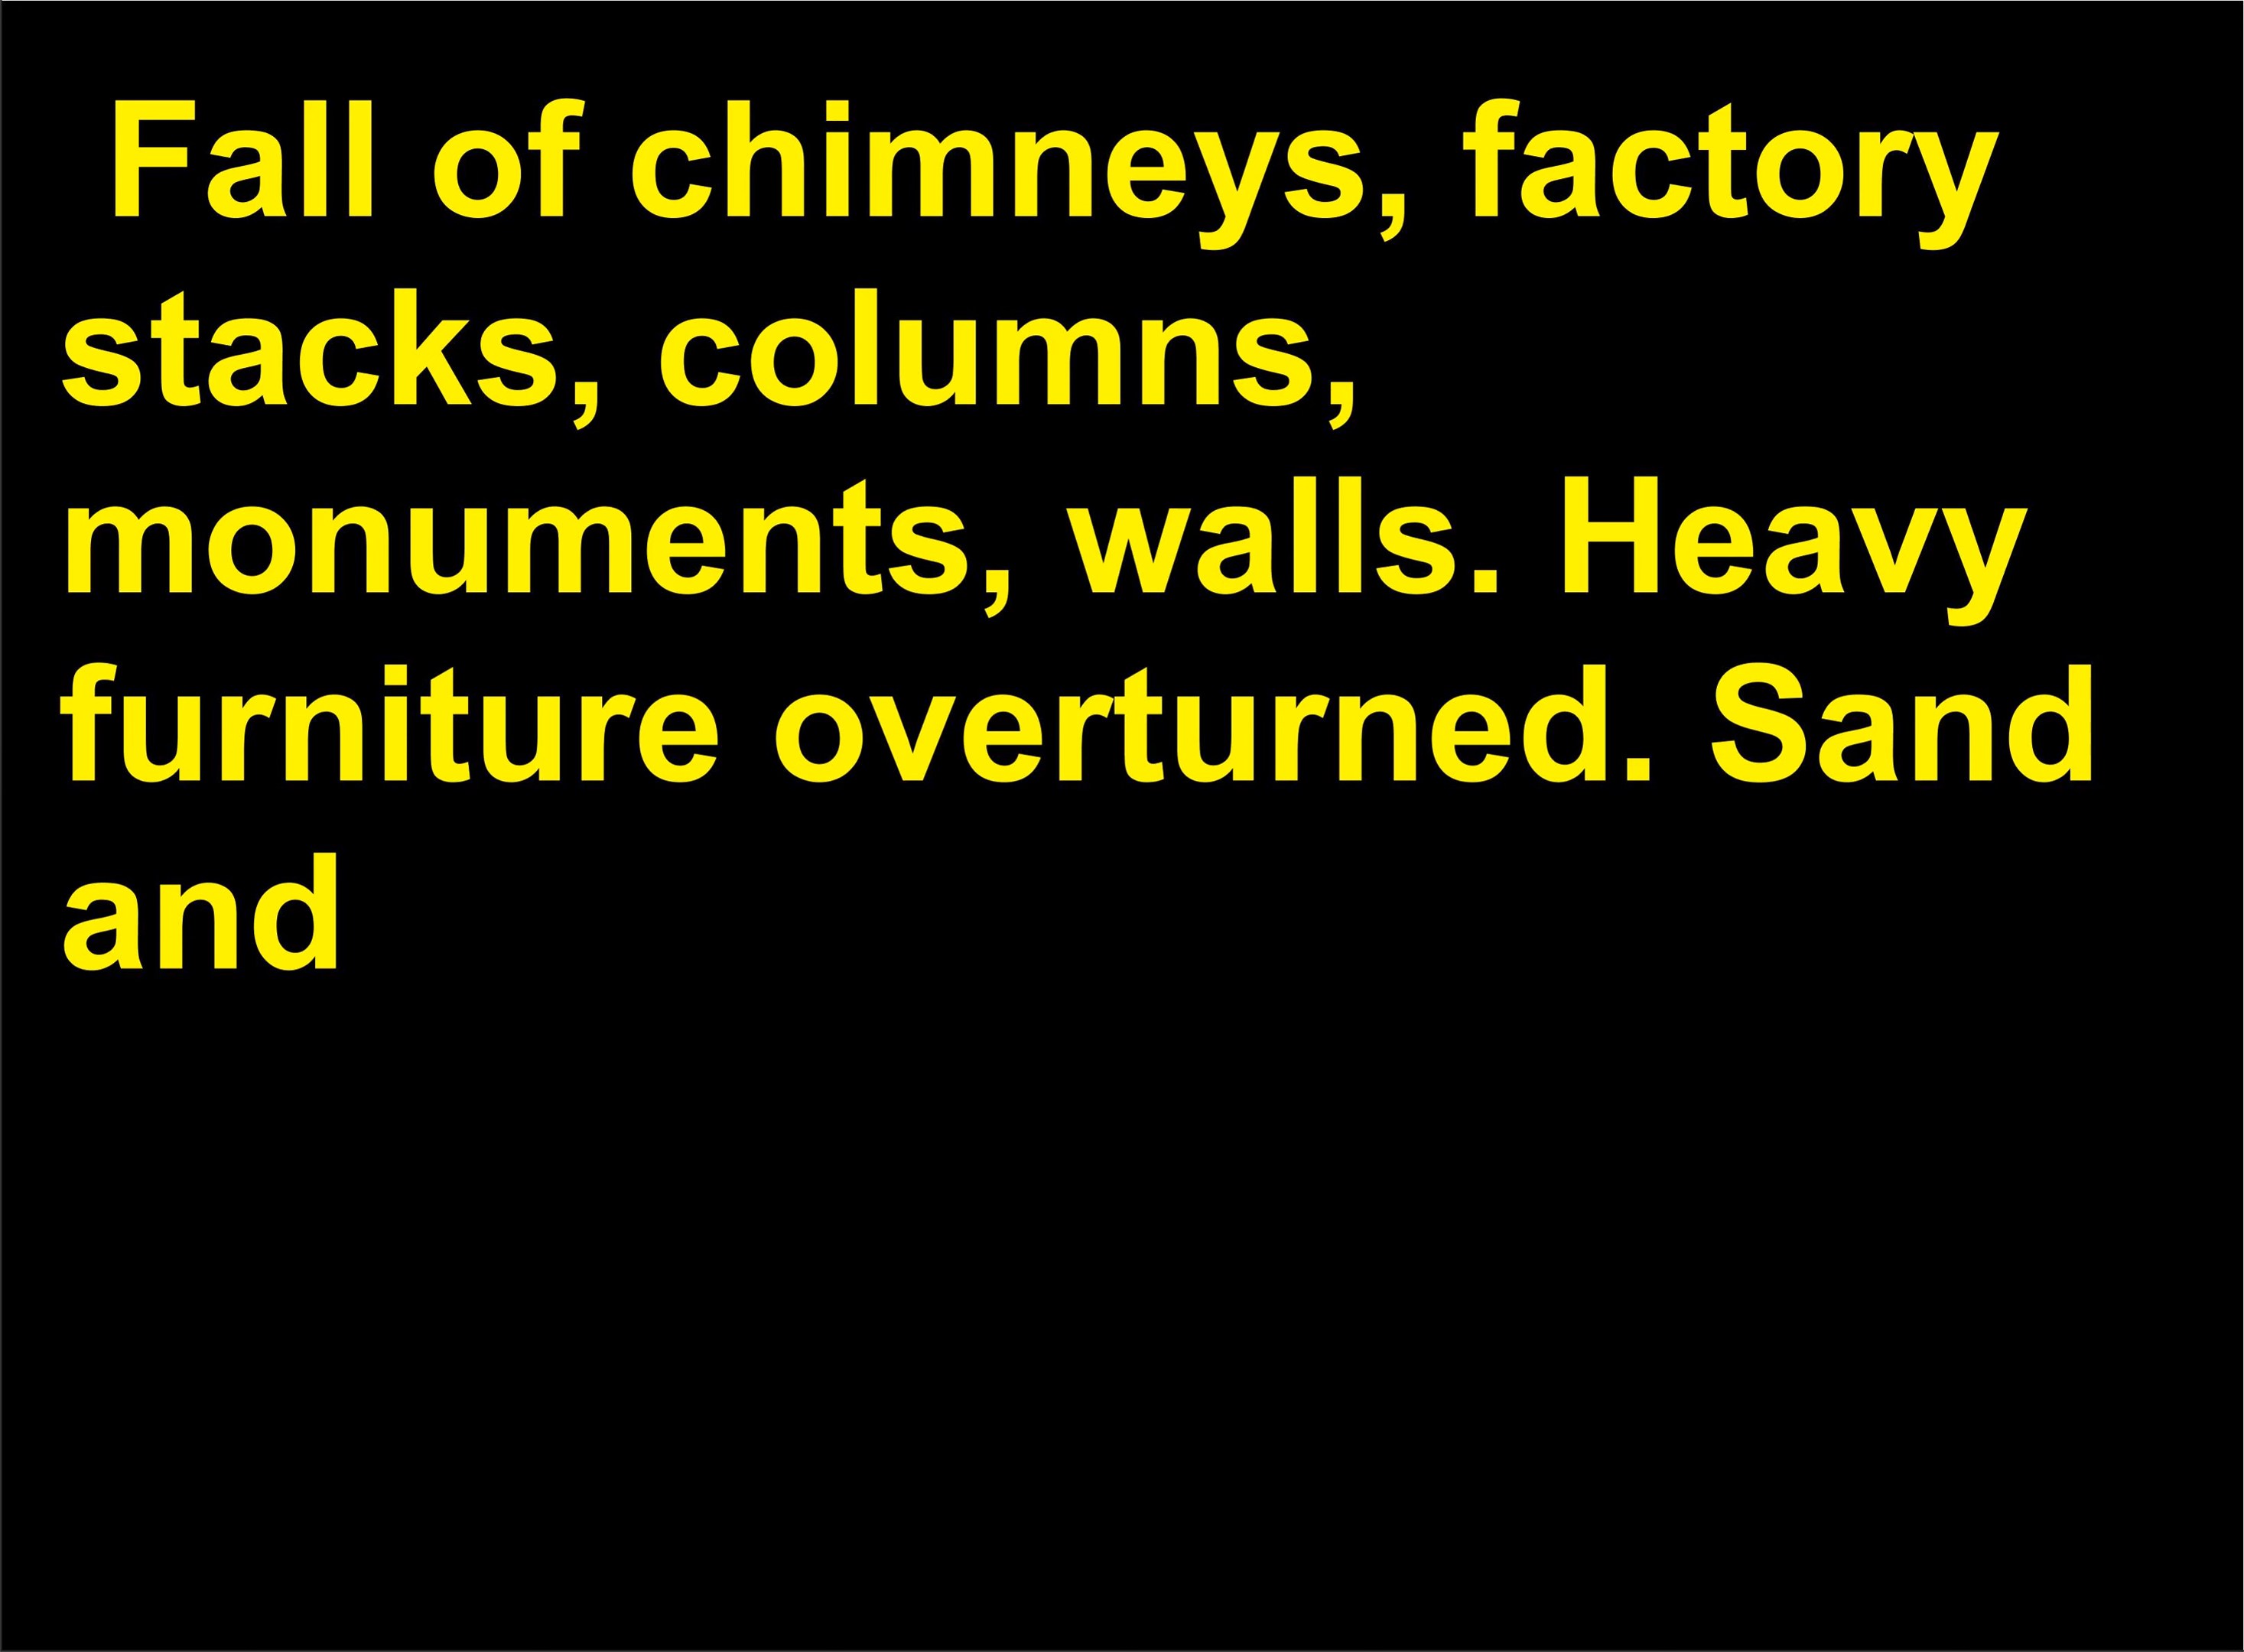 Fall of chimneys, factory
stacks, columns,
monuments, walls. Heavy
furniture overturned. Sand
and